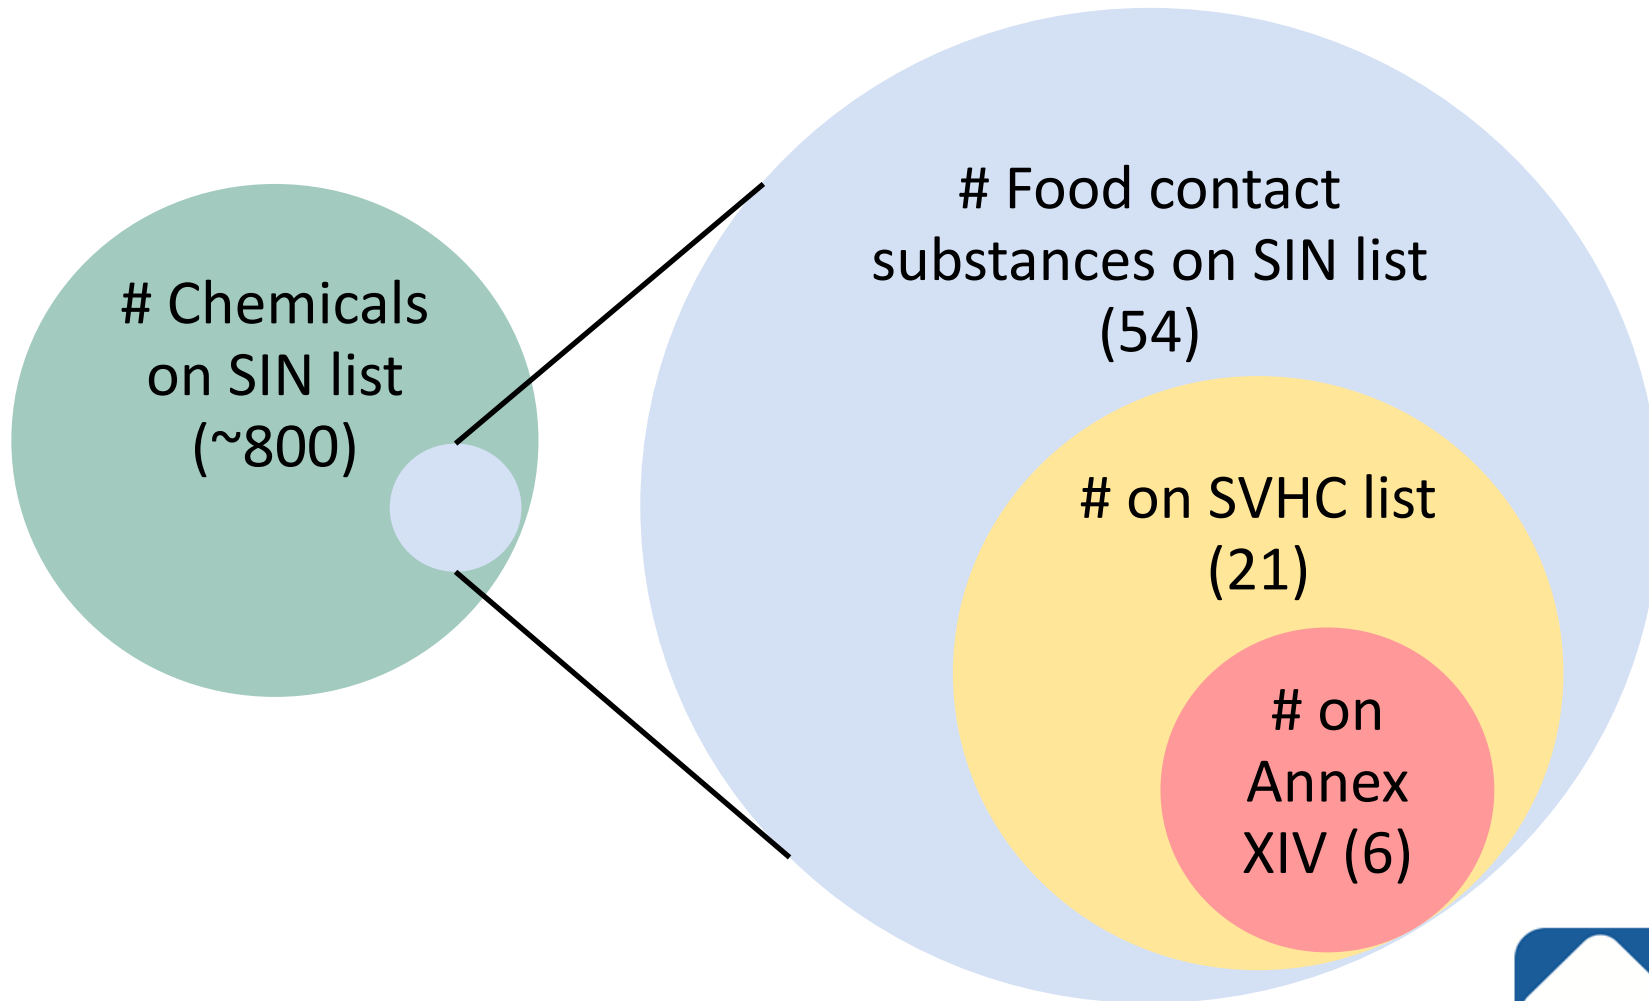 # Chemicals
on SIN list
(~800)
# Food contact
substances on SIN list
(54)
# on SVHC list
(21)
# on
Annex
XIV (6)